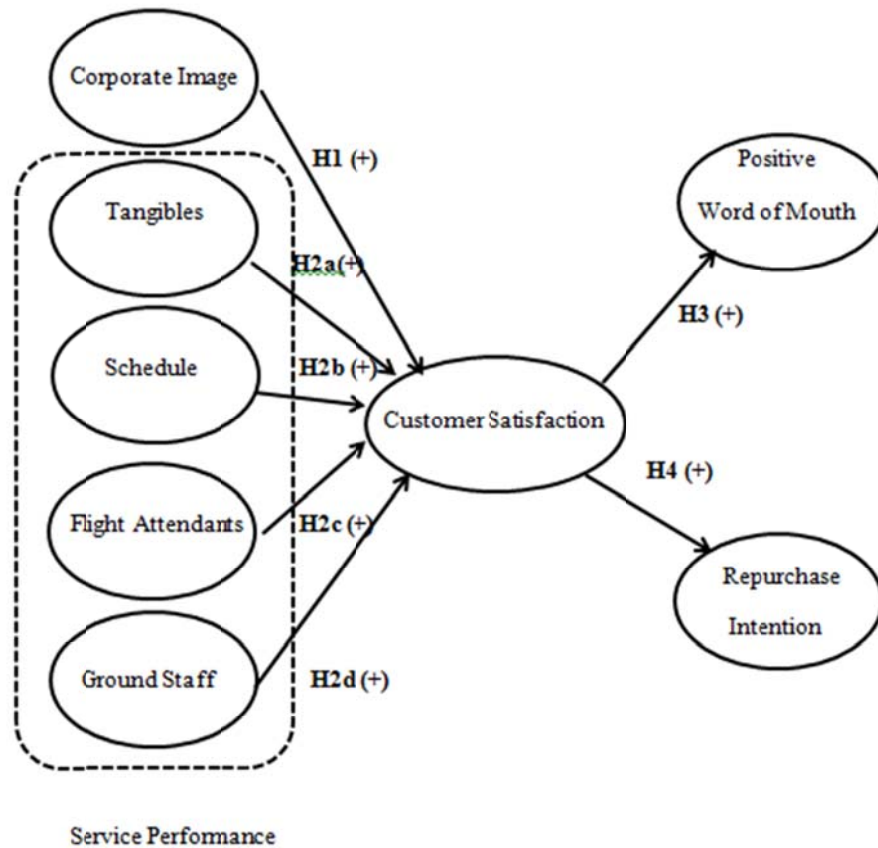 Corporate Image
H1 (+)
Tangibles
H2a(+)
Schedule
H2b (+)
Flight Attendants
H2c (+)
Ground Staff
H2d (+)
Service Performance
Customer Satisfaction
H3 (+)
Positive
Word of Mouth
H4 (+)
Repurchase
Intention